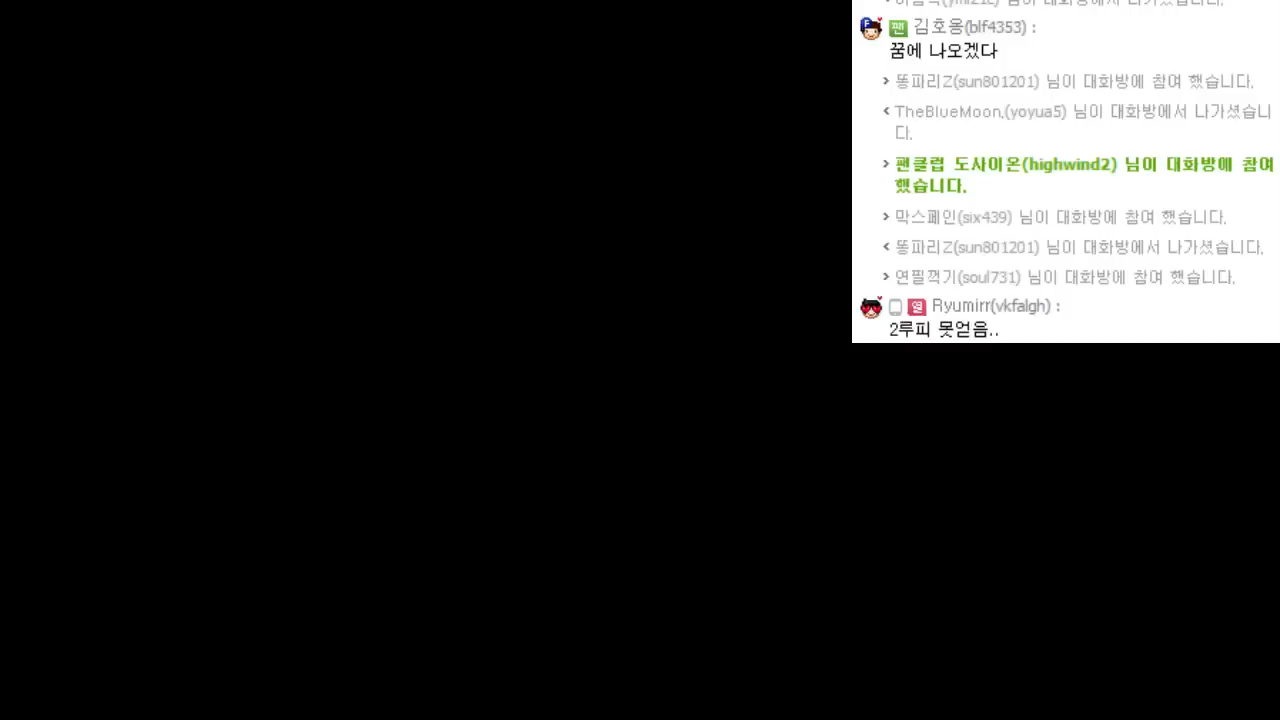 팬 김호옹(blf4353) :
꿈에 나오겠다
> 똥파리Z(sun801201) 님이 대화방에 참여 했습니다.
< TheBlueMoon,(yoyua5) 님이 대화방에서 나가셨습니
다.
> 팬클럽 도사이온(highwind2) 님이 대화방에 참여
했습니다.
> 막스페인(six439) 님이 대화방에 참여 했습니다.
< 똥파리Z(sun801201) 님이 대화방에서 나가셨습니다.
> 연필깎기(soul731) 님이 대화방에 참여 했습니다.
열 Ryumirr(vkfalgh) :
2루피 못얻음..